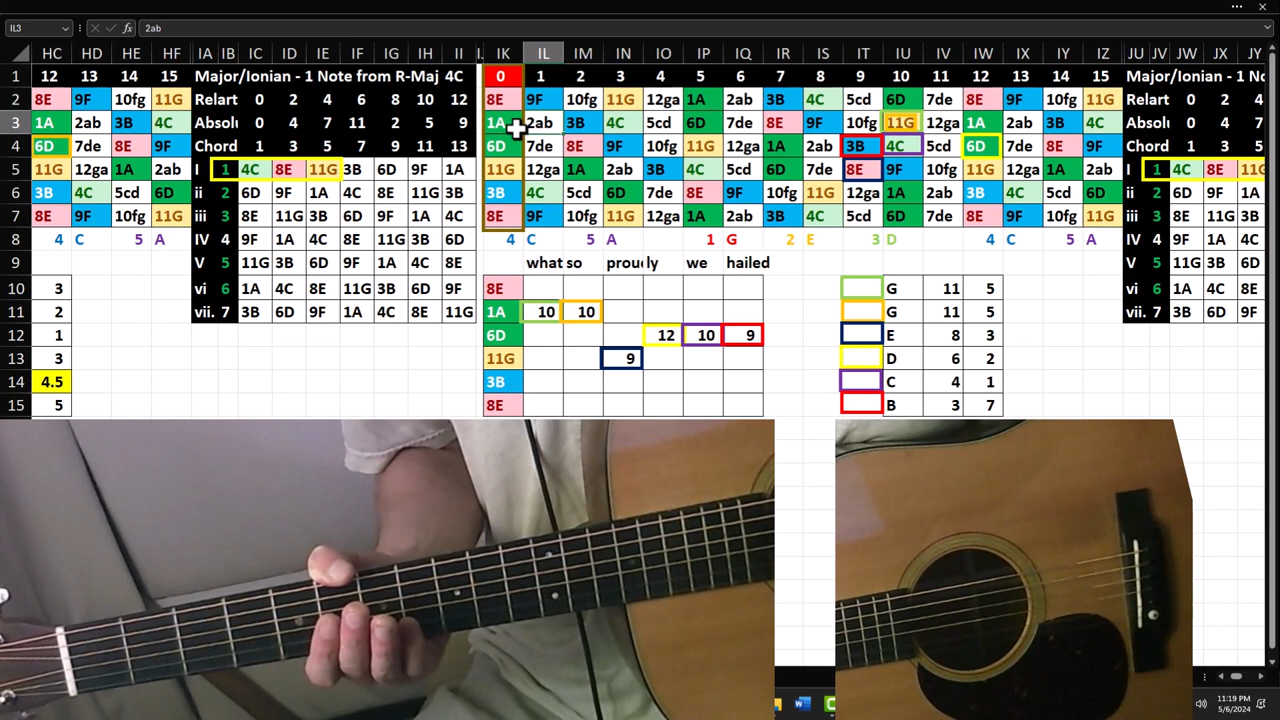 IL3 fx 2ab
HC HD HE HF IA IB IC ID IE IF IG IH II IK IL IM IN IO IP IQ IR IS IT IU IV IW IX IY IZ JU JV JW JX JY
1 12 13 14 15 Major/Ionian - 1 Note from R-Maj 4C 0 1 2 3 4 5 6 7 8 9 10 11 12 13 14 15 Major/Ionian - 1 No
2 8E 9F 10fg 11G Relart 0 2 4 6 8 10 12 8E 9F 10fg 11G 12ga 1A 2ab 3B 4C 5cd 6D 7de 8E 9F 10fg 11G Relart 0 2 4
3 1A 2ab 3B 4C Absolu 0 4 7 11 2 5 9 1A 2ab 3B 4C 5cd 6D 7de 8E 9F 10fg 11G 12ga 1A 2ab 3B 4C Absolu 0 4 7
4 6D 7de 8E 9F Chord 1 3 5 7 9 11 13 6D 7de 8E 9F 10fg 11G 12ga 1A 2ab 3B 4C 5cd 6D 7de 8E 9F Chord 1 3 5
5 11G 12ga 1A 2ab I 1 4C 8E 11G 3B 6D 9F 1A 11G 12ga 1A 2ab 3B 4C 5cd 6D 7de 8E 9F 10fg 11G 12ga 1A 2ab I 1 4C 8E 11G
6 3B 4C 5cd 6D ii 2 6D 9F 1A 4C 8E 11G 3B 3B 4C 5cd 6D 7de 8E 9F 10fg 11G 12ga 1A 2ab 3B 4C 5cd 6D ii 2 6D 9F 1A
7 8E 9F 10fg 11G iii 3 8E 11G 3B 6D 9F 1A 4C 8E 9F 10fg 11G 12ga 1A 2ab 3B 4C 5cd 6D 7de 8E 9F 10fg 11G iii 3 8E 11G 3B
8 4 C 5 A IV 4 9F 1A 4C 8E 11G 3B 6D 4 C 5 A 1 G 2 E 3 D 4 C 5 A IV 4 9F 1A 4C
9 V 5 11G 3B 6D 9F 1A 4C 8E what so proudly we hailed V 5 11G 3B 6D
10 3 vi 6 1A 4C 8E 11G 3B 6D 9F 8E G 11 5 vi 6 1A 4C 8E
11 2 vii. 7 3B 6D 9F 1A 4C 8E 11G 1A 10 10 G 11 5 vii. 7 3B 6D 9F
12 1 6D 12 10 9 E 8 3
13 3 11G 9 D 6 2
14 4.5 3B C 4 1
15 5 8E B 3 7
11:19 PM
5/6/2024